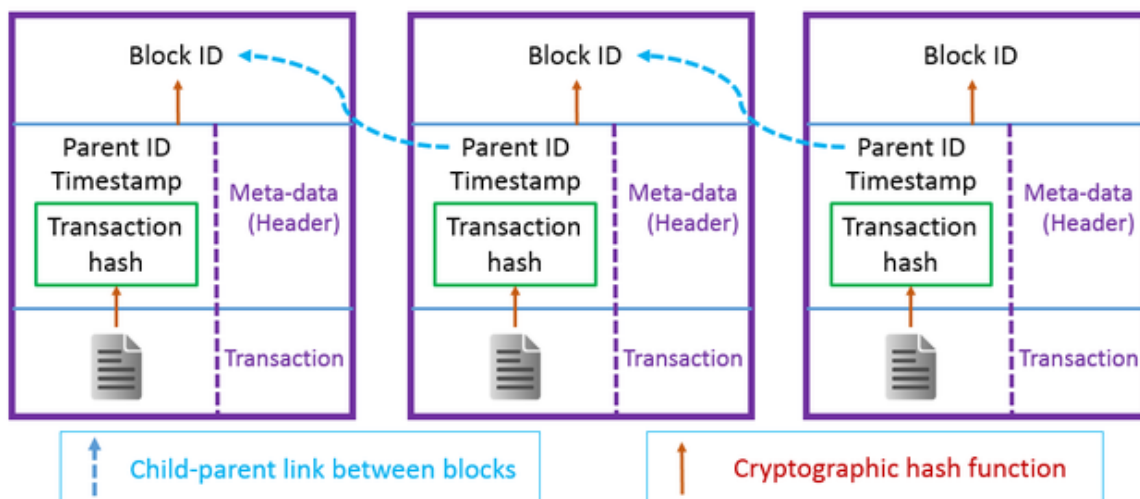 Block ID
Parent ID
Timestamp
Transaction
hash
Meta-data
(Header)
Transaction
Block ID
Parent ID
Timestamp
Transaction
hash
Meta-data
(Header)
Transaction
Block ID
Parent ID
Timestamp
Transaction
hash
Meta-data
(Header)
Transaction
Child-parent link between blocks
Cryptographic hash function